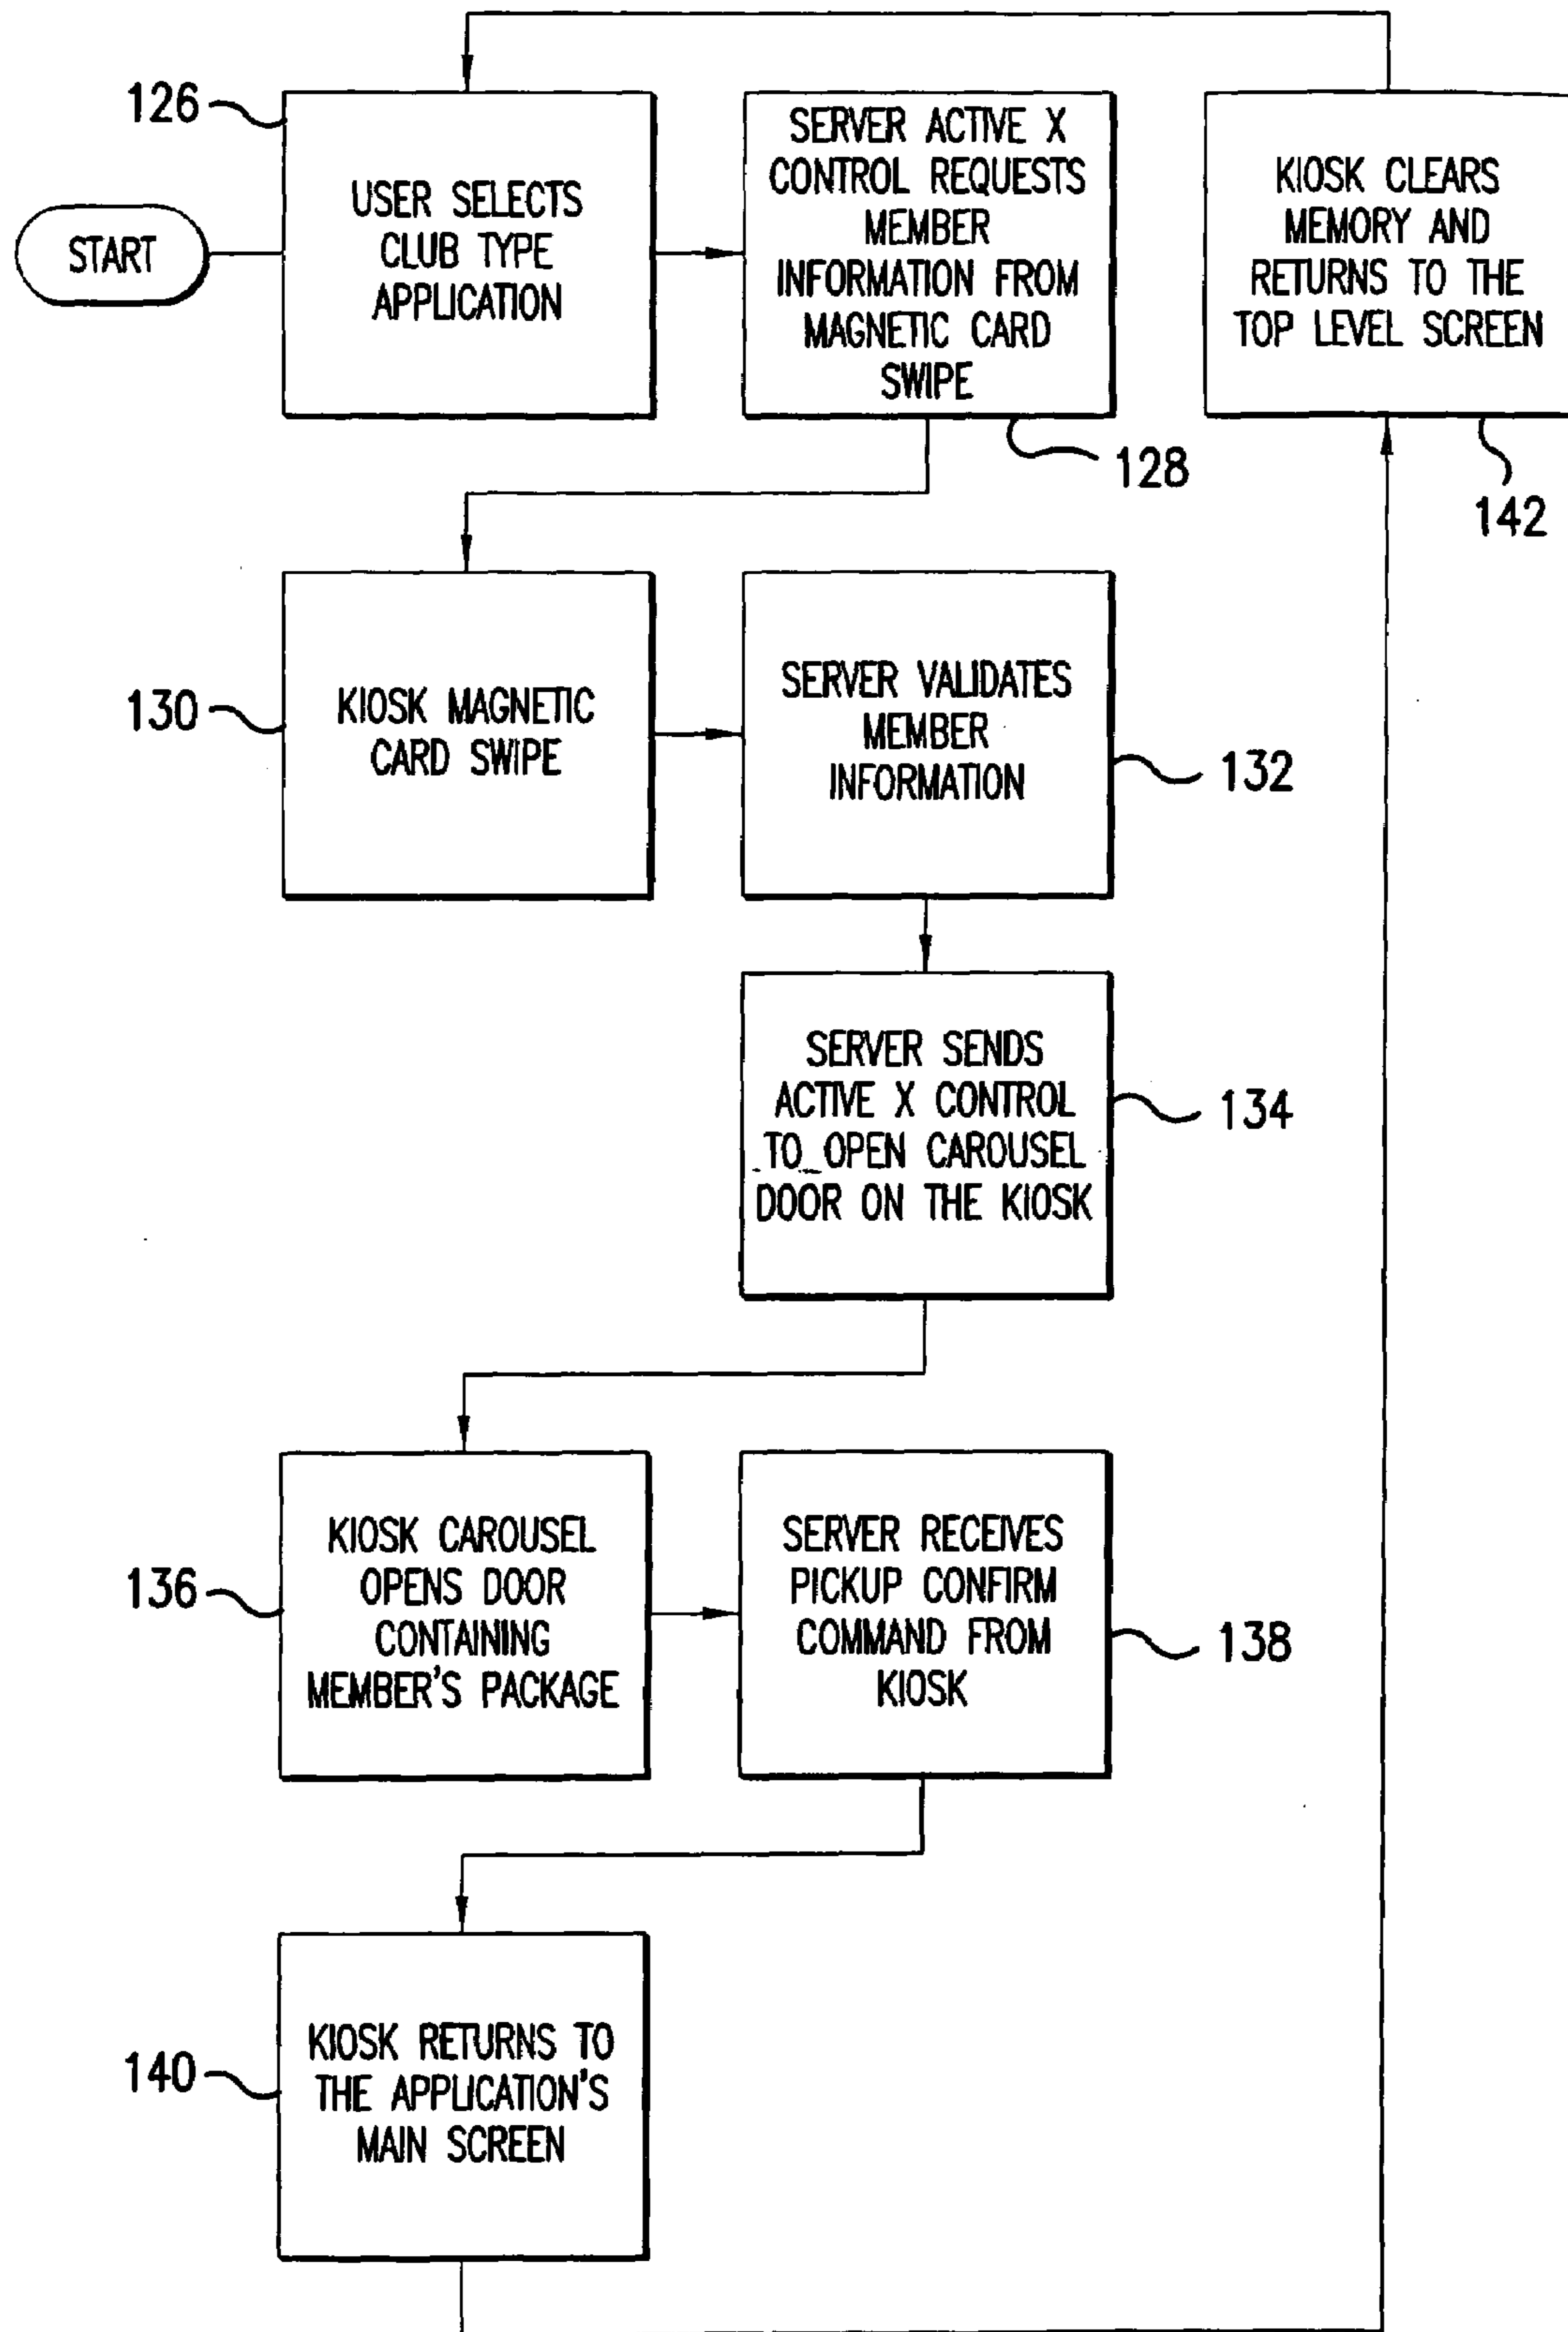 126
START
USER SELECTS
CLUB TYPE
APPLICATION
SERVER ACTIVE X
CONTROL REQUESTS
MEMBER
INFORMATION FROM
MAGNETIC CARD
SWIPE
128
KIOSK CLEARS
MEMORY AND
RETURNS TO THE
TOP LEVEL SCREEN
142
130
KIOSK MAGNETIC
CARD SWIPE
SERVER VALIDATES
MEMBER
INFORMATION
132
SERVER SENDS
ACTIVE X CONTROL
TO OPEN CAROUSEL
DOOR ON THE KIOSK
134
136
KIOSK CAROUSEL
OPENS DOOR
CONTAINING
MEMBER'S PACKAGE
SERVER RECEIVES
PICKUP CONFIRM
COMMAND FROM
KIOSK
138
140
KIOSK RETURNS TO
THE APPLICATION'S
MAIN SCREEN